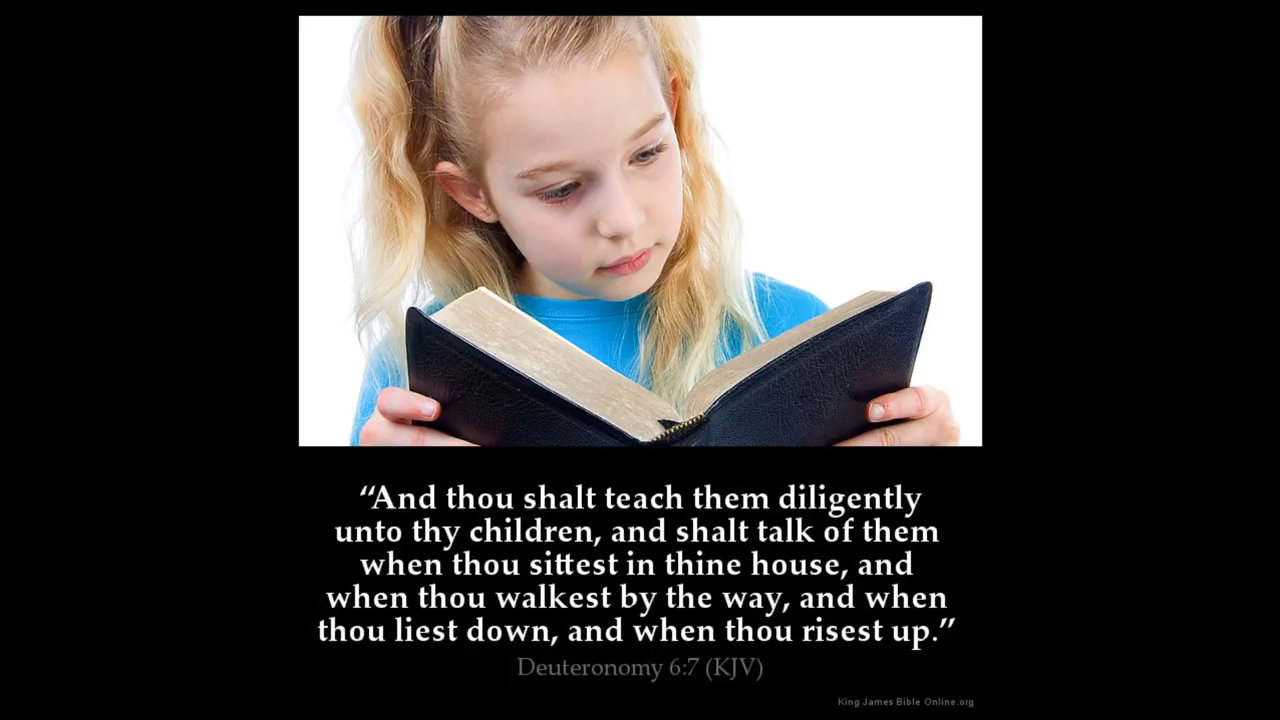 “And thou shalt teach them diligently
unto thy children, and shalt talk of them
when thou sittest in thine house, and
when thou walkest by the way, and when
thou liest down, and when thou risest up.”
Deuteronomy 6:7 (KJV)
King James Bible Online.org